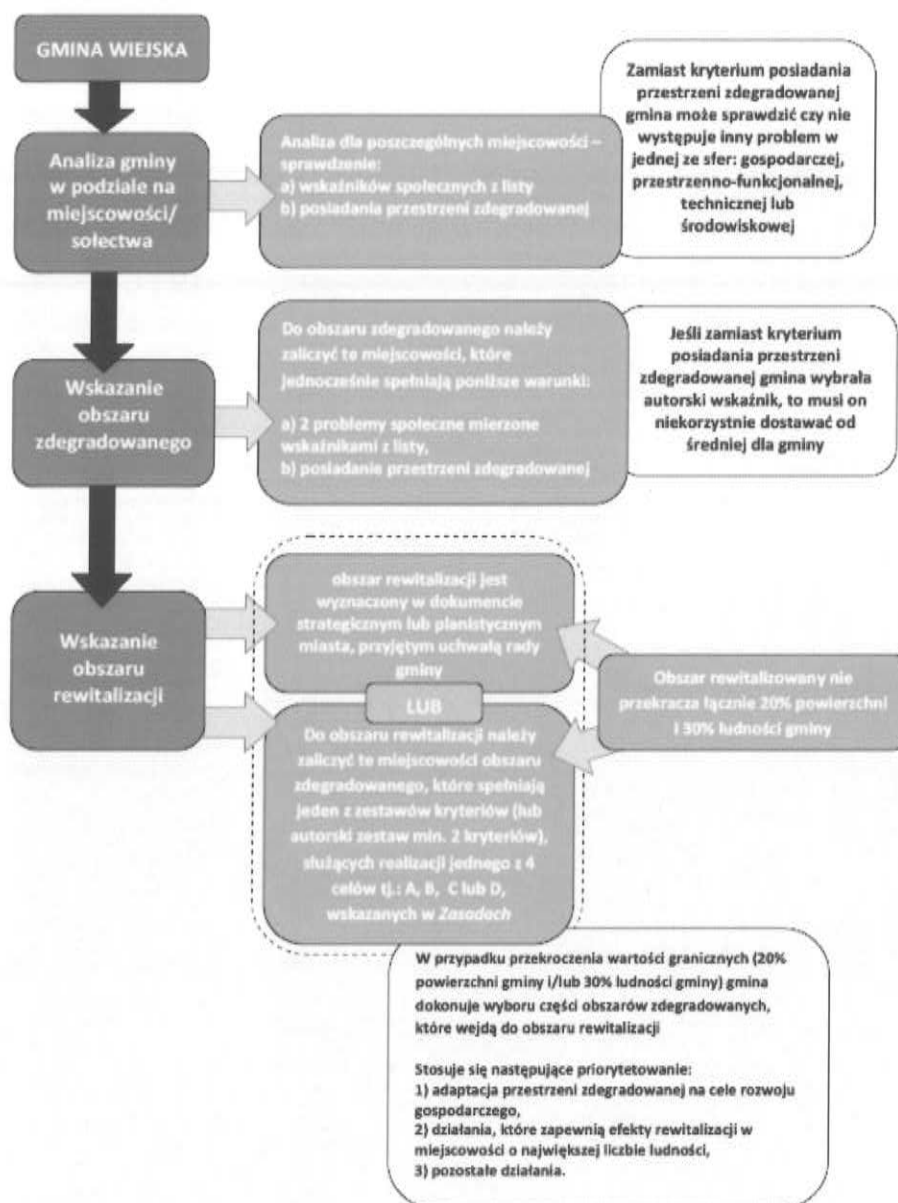 GMINA WIEJSKA
Analiza gminy
w podziale na
miejscowości/
sołectwa
Analiza dla poszczególnych miejscowości –
sprawdzenie:
a) wskaźników społecznych z listy
b) posiadania przestrzeni zdegradowanej
Zamiast kryterium posiadania
przestrzeni zdegradowanej
gmina może sprawdzić czy nie
występuje inny problem w
jednej ze sfer: gospodarczej,
przestrzenno-funkcjonalnej,
technicznej lub
środowiskowej
Wskazanie
obszaru
zdegradowanego
Do obszaru zdegradowanego należy
zaliczyć te miejscowości, które
jednocześnie spełniają poniższe warunki:
a) 2 problemy społeczne mierzone
wskaźnikami z listy,
b) posiadanie przestrzeni zdegradowanej
Jeśli zamiast kryterium
posiadania przestrzeni
zdegradowanej gmina wybrała
autorski wskaźnik, to musi on
niekorzystnie dostawać od
średniej dla gminy
Wskazanie
obszaru
rewitalizacji
obszar rewitalizacji jest
wyznaczony w dokumencie
strategicznym lub planistycznym
miasta, przyjętym uchwałą rady
gminy
LUB
Do obszaru rewitalizacji należy
zaliczyć te miejscowości obszaru
zdegradowanego, które spełniają
jeden z zestawów kryteriów (lub
autorski zestaw min. 2 kryteriów),
służących realizacji jednego z 4
celów tj.: A, B, C lub D,
wskazanych w Zasadach
Obszar rewitalizowany nie
przekracza łącznie 20% powierzchni
i 30% ludności gminy
W przypadku przekroczenia wartości granicznych (20%
powierzchni gminy i/lub 30% ludności gminy) gmina
dokonuje wyboru części obszarów zdegradowanych,
które wejdą do obszaru rewitalizacji
Stosuje się następujące priorytetowanie:
1) adaptacja przestrzeni zdegradowanej na cele rozwoju
gospodarczego,
2) działania, które zapewnią efekty rewitalizacji w
miejscowości o największej liczbie ludności,
3) pozostałe działania.